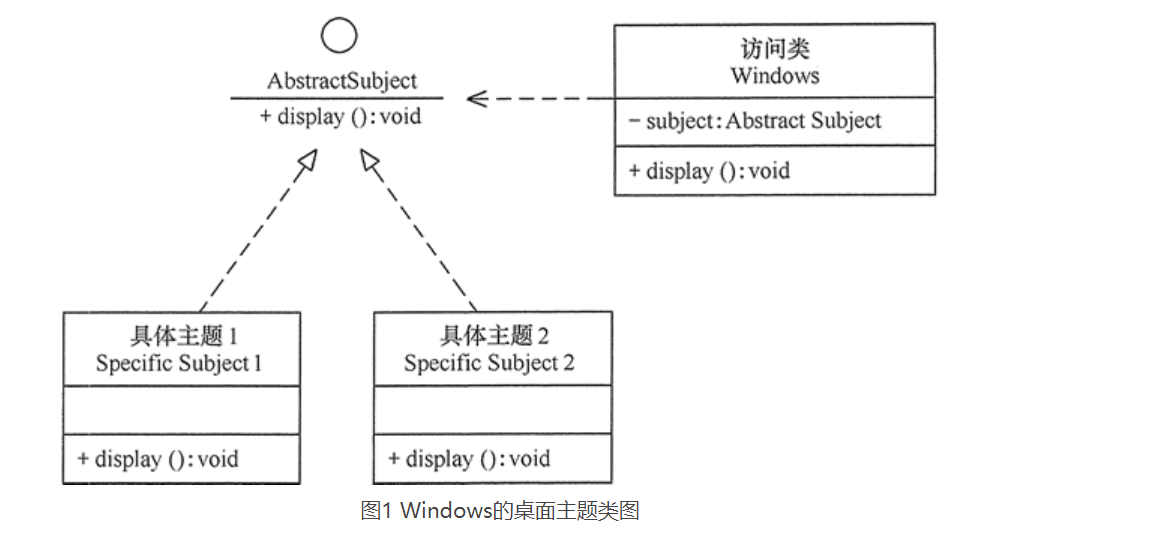 AbstractSubject
+ display ():void
访问类
Windows
- subject:Abstract Subject
+ display ():void
具体主题1
Specific Subject 1
+ display ():void
具体主题2
Specific Subject 2
+ display ():void
图1 Windows的桌面主题类图